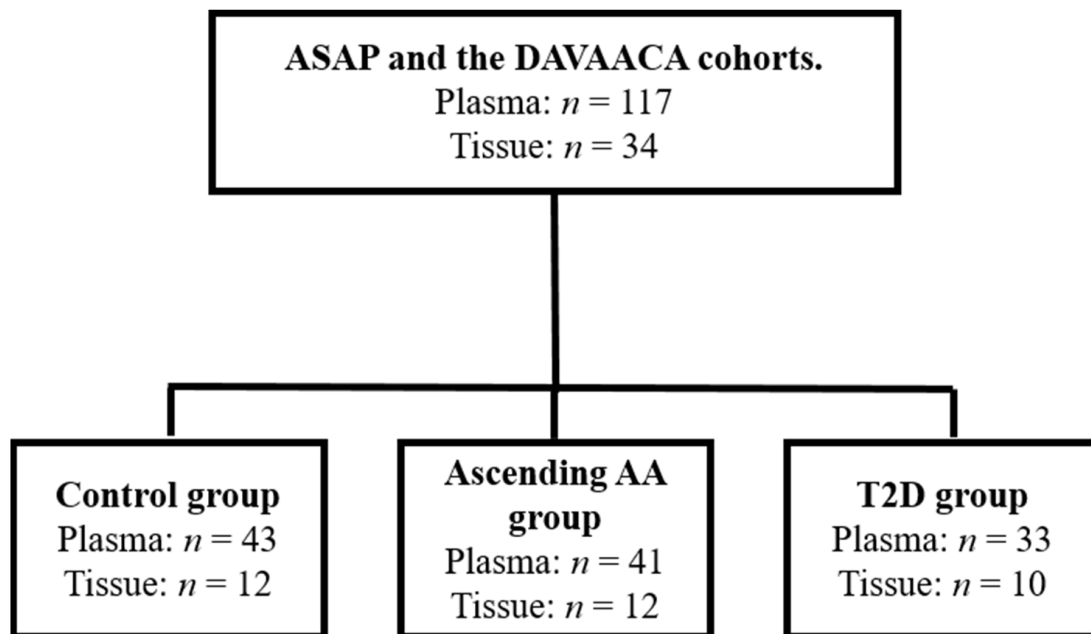 ASAP and the DAVAACA cohorts.
Plasma: n = 117
Tissue: n = 34
Control group
Plasma: n = 43
Tissue: n = 12
Ascending AA
group
Plasma: n = 41
Tissue: n = 12
T2D group
Plasma: n = 33
Tissue: n = 10